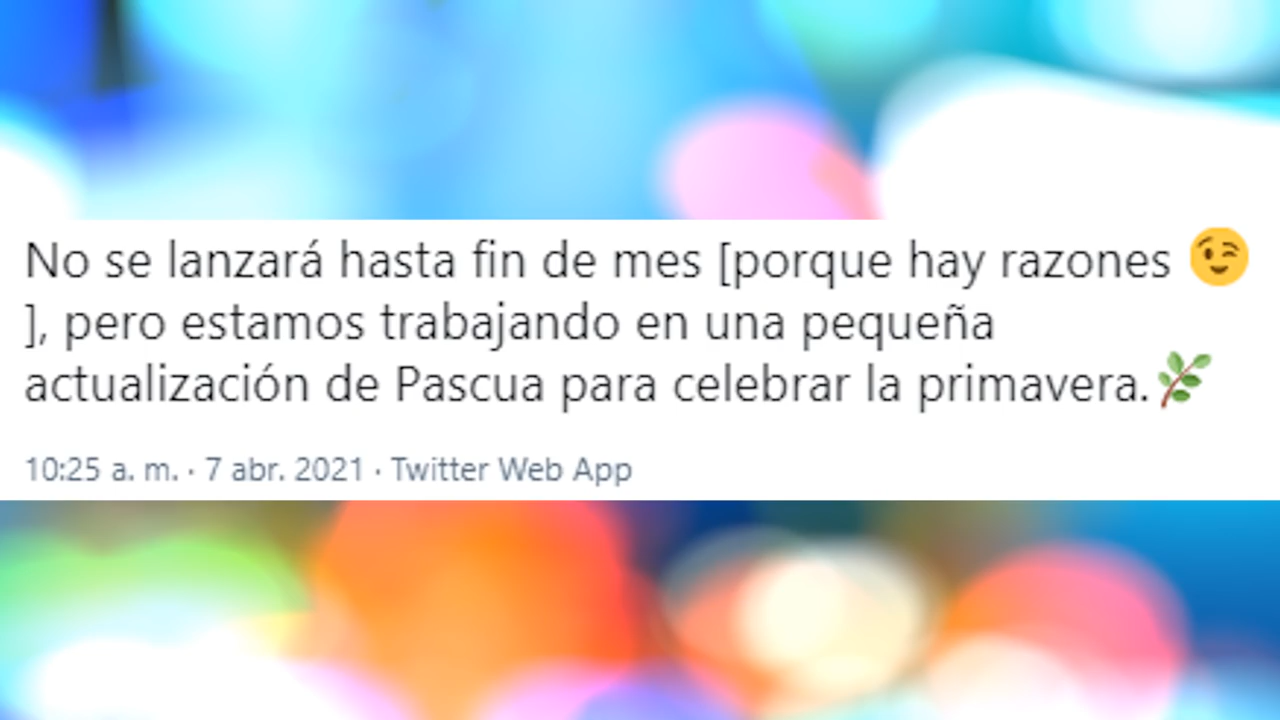 No se lanzará hasta fin de mes [porque hay razones 😉
], pero estamos trabajando en una pequeña
actualización de Pascua para celebrar la primavera.🌿
10:25 a. m. · 7 abr. 2021 · Twitter Web App